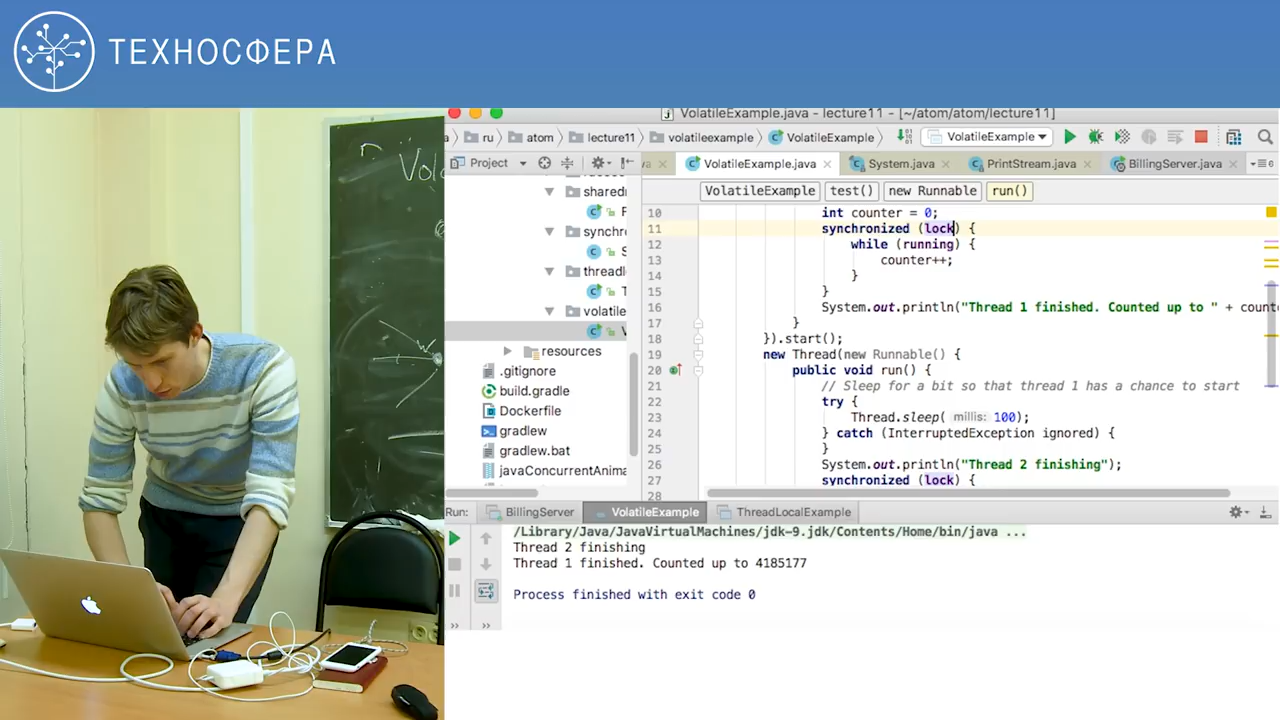 ТЕХНОСФЕРА
VolatileExample.java - lecture11 - [~/atom/atom/lecture11]
ru atom lecture11 volatileexample VolatileExample VolatileExample
Project VolatileExample.java System.java PrintStream.java BillingServer.java
VolatileExample test() new Runnable run()
sharedr
synchro
threadl
volatile
resources
.gitignore
build.gradle
Dockerfile
gradlew
gradlew.bat
javaConcurrentAnima
10 int counter = 0;
11 synchronized (lock) {
12 while (running) {
13 counter++;
14 }
15 }
16 System.out.println("Thread 1 finished. Counted up to " + count
17 }
18 }).start();
19 new Thread(new Runnable() {
20 public void run() {
21 // Sleep for a bit so that thread 1 has a chance to start
22 try {
23 Thread.sleep( millis: 100);
24 } catch (InterruptedException ignored) {
25 }
26 System.out.println("Thread 2 finishing");
27 synchronized (lock) {
28
Run: BillingServer VolatileExample ThreadLocalExample
/Library/Java/JavaVirtualMachines/jdk-9.jdk/Contents/Home/bin/java ...
Thread 2 finishing
Thread 1 finished. Counted up to 4185177
Process finished with exit code 0